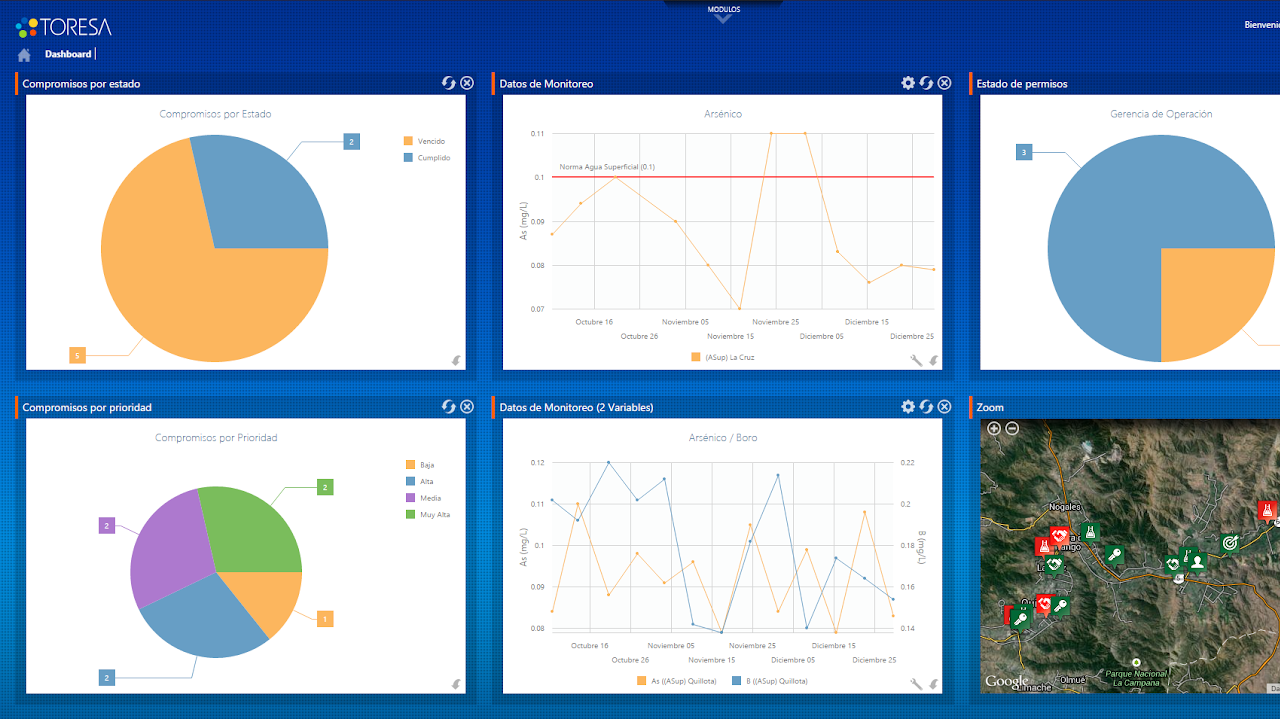 MODULOS
TORESA
Dashboard
Compromisos por estado
Compromisos por Estado
2
Vencido
Cumplido
5
Datos de Monitoreo
Arsénico
0.11
Norma Agua Superficial (0.1)
0.1
0.09
0.08
0.07
As (mg/L)
Octubre 16
Noviembre 05
Noviembre 25
Diciembre 15
Octubre 26
Noviembre 15
Diciembre 05
Diciembre 25
(ASup) La Cruz
Estado de permisos
Gerencia de Operación
3
Compromisos por prioridad
Compromisos por Prioridad
Baja
Alta
Media
Muy Alta
2
2
1
2
Datos de Monitoreo (2 Variables)
Arsénico / Boro
0.12
0.11
0.1
0.09
0.08
As (mg/L)
0.22
0.2
0.18
0.16
0.14
B (mg/L)
Octubre 16
Noviembre 05
Noviembre 25
Diciembre 15
Octubre 26
Noviembre 15
Diciembre 05
Diciembre 25
As ((ASup) Quillota)
B ((ASup) Quillota)
Zoom
Nogales
Parque Nacional
La Campana
Google
Olmué